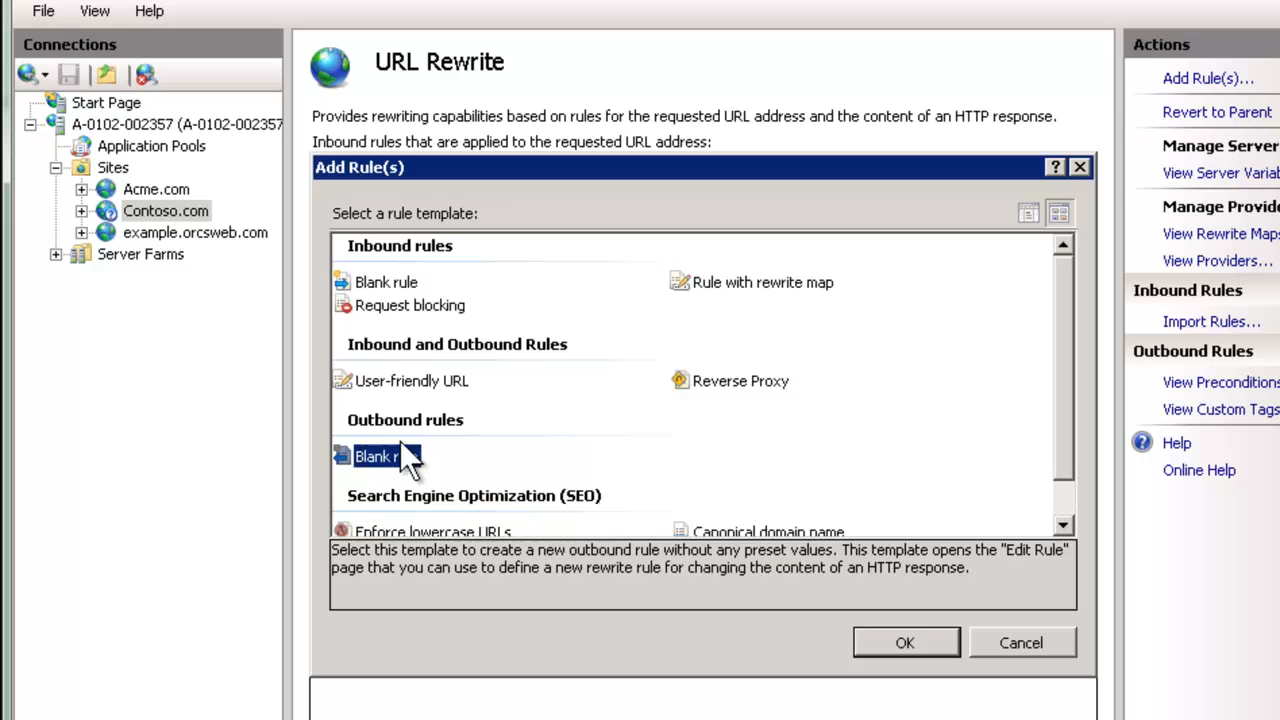 File View Help
Connections
Start Page
A-0102-002357 (A-0102-002357
Application Pools
Sites
Acme.com
Contoso.com
example.orcsweb.com
Server Farms
URL Rewrite
Provides rewriting capabilities based on rules for the requested URL address and the content of an HTTP response.
Inbound rules that are applied to the requested URL address:
Add Rule(s)
Select a rule template:
Inbound rules
Blank rule Rule with rewrite map
Request blocking
Inbound and Outbound Rules
User-friendly URL Reverse Proxy
Outbound rules
Blank
Search Engine Optimization (SEO)
Enforce lowercase URLs Canonical domain name
Select this template to create a new outbound rule without any preset values. This template opens the "Edit Rule"
page that you can use to define a new rewrite rule for changing the content of an HTTP response.
OK Cancel
Actions
Add Rule(s)...
Revert to Parent
Manage Server
View Server Variab
Manage Provide
View Rewrite Maps
View Providers...
Inbound Rules
Import Rules...
Outbound Rules
View Preconditions
View Custom Tags
Help
Online Help